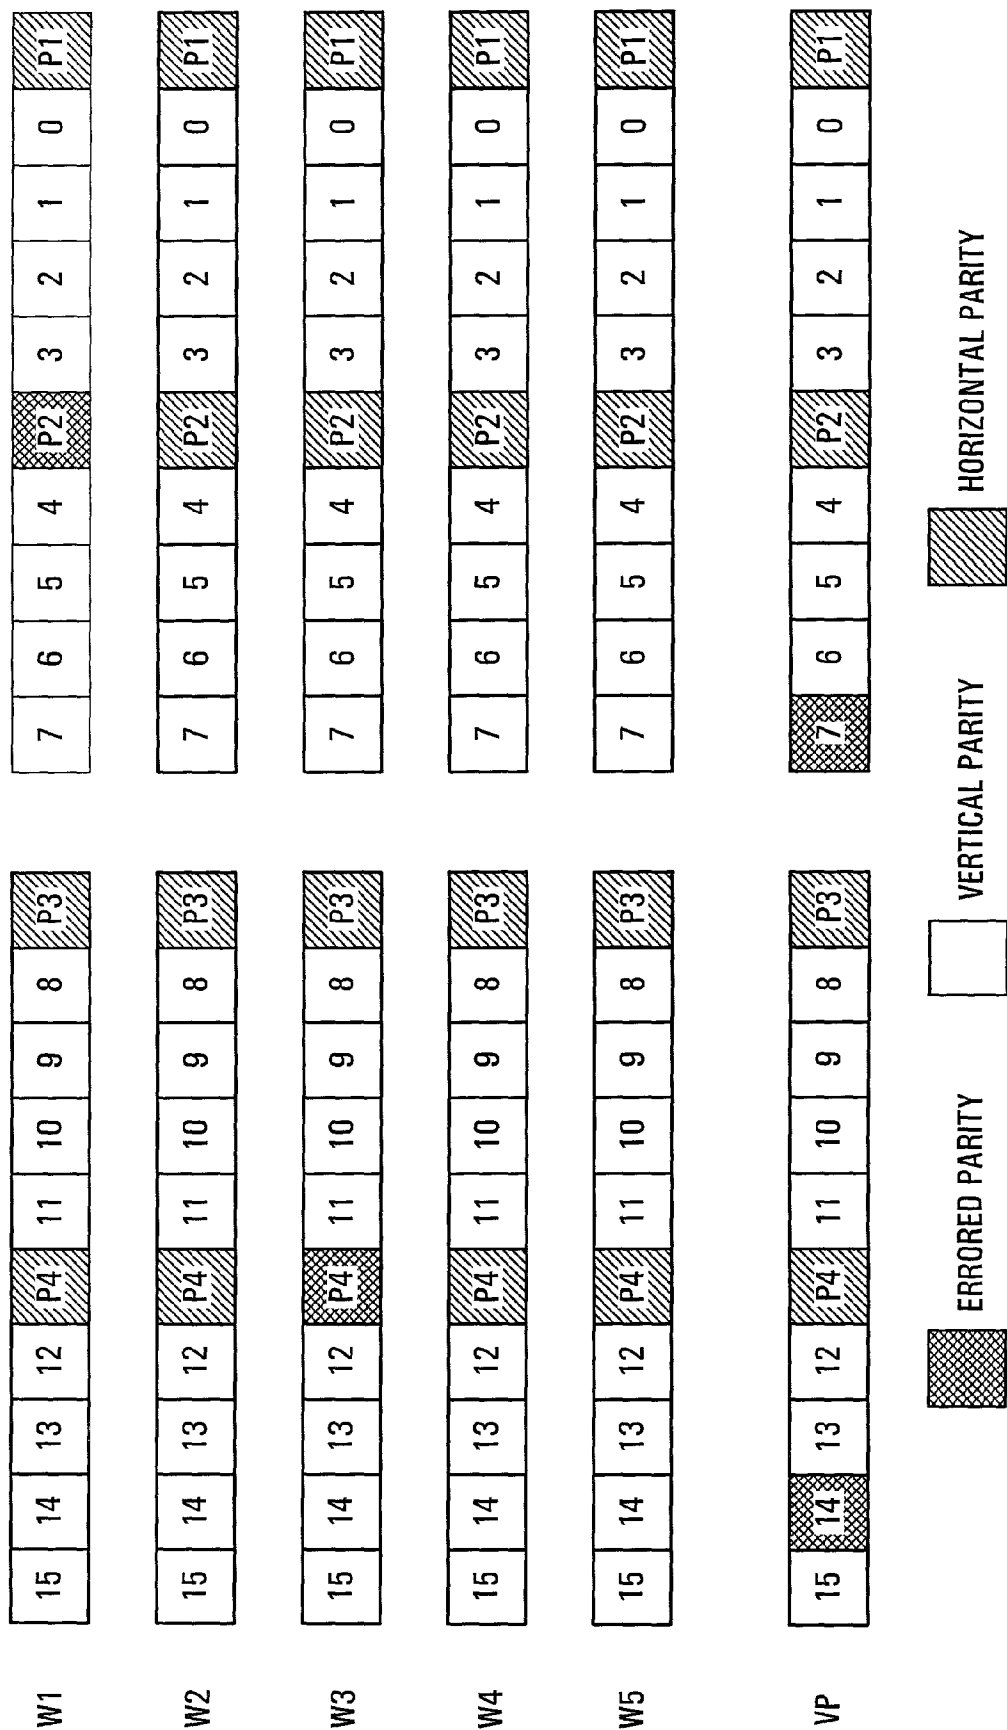 W1 15 14 13 12 P4 11 10 9 8 P3 7 6 5 4 P2 3 2 1 0 P1
W2 15 14 13 12 P4 11 10 9 8 P3 7 6 5 4 P2 3 2 1 0 P1
W3 15 14 13 12 P4 11 10 9 8 P3 7 6 5 4 P2 3 2 1 0 P1
W4 15 14 13 12 P4 11 10 9 8 P3 7 6 5 4 P2 3 2 1 0 P1
W5 15 14 13 12 P4 11 10 9 8 P3 7 6 5 4 P2 3 2 1 0 P1
VP 15 14 13 12 P4 11 10 9 8 P3 7 6 5 4 P2 3 2 1 0 P1
ERRORED PARITY VERTICAL PARITY HORIZONTAL PARITY